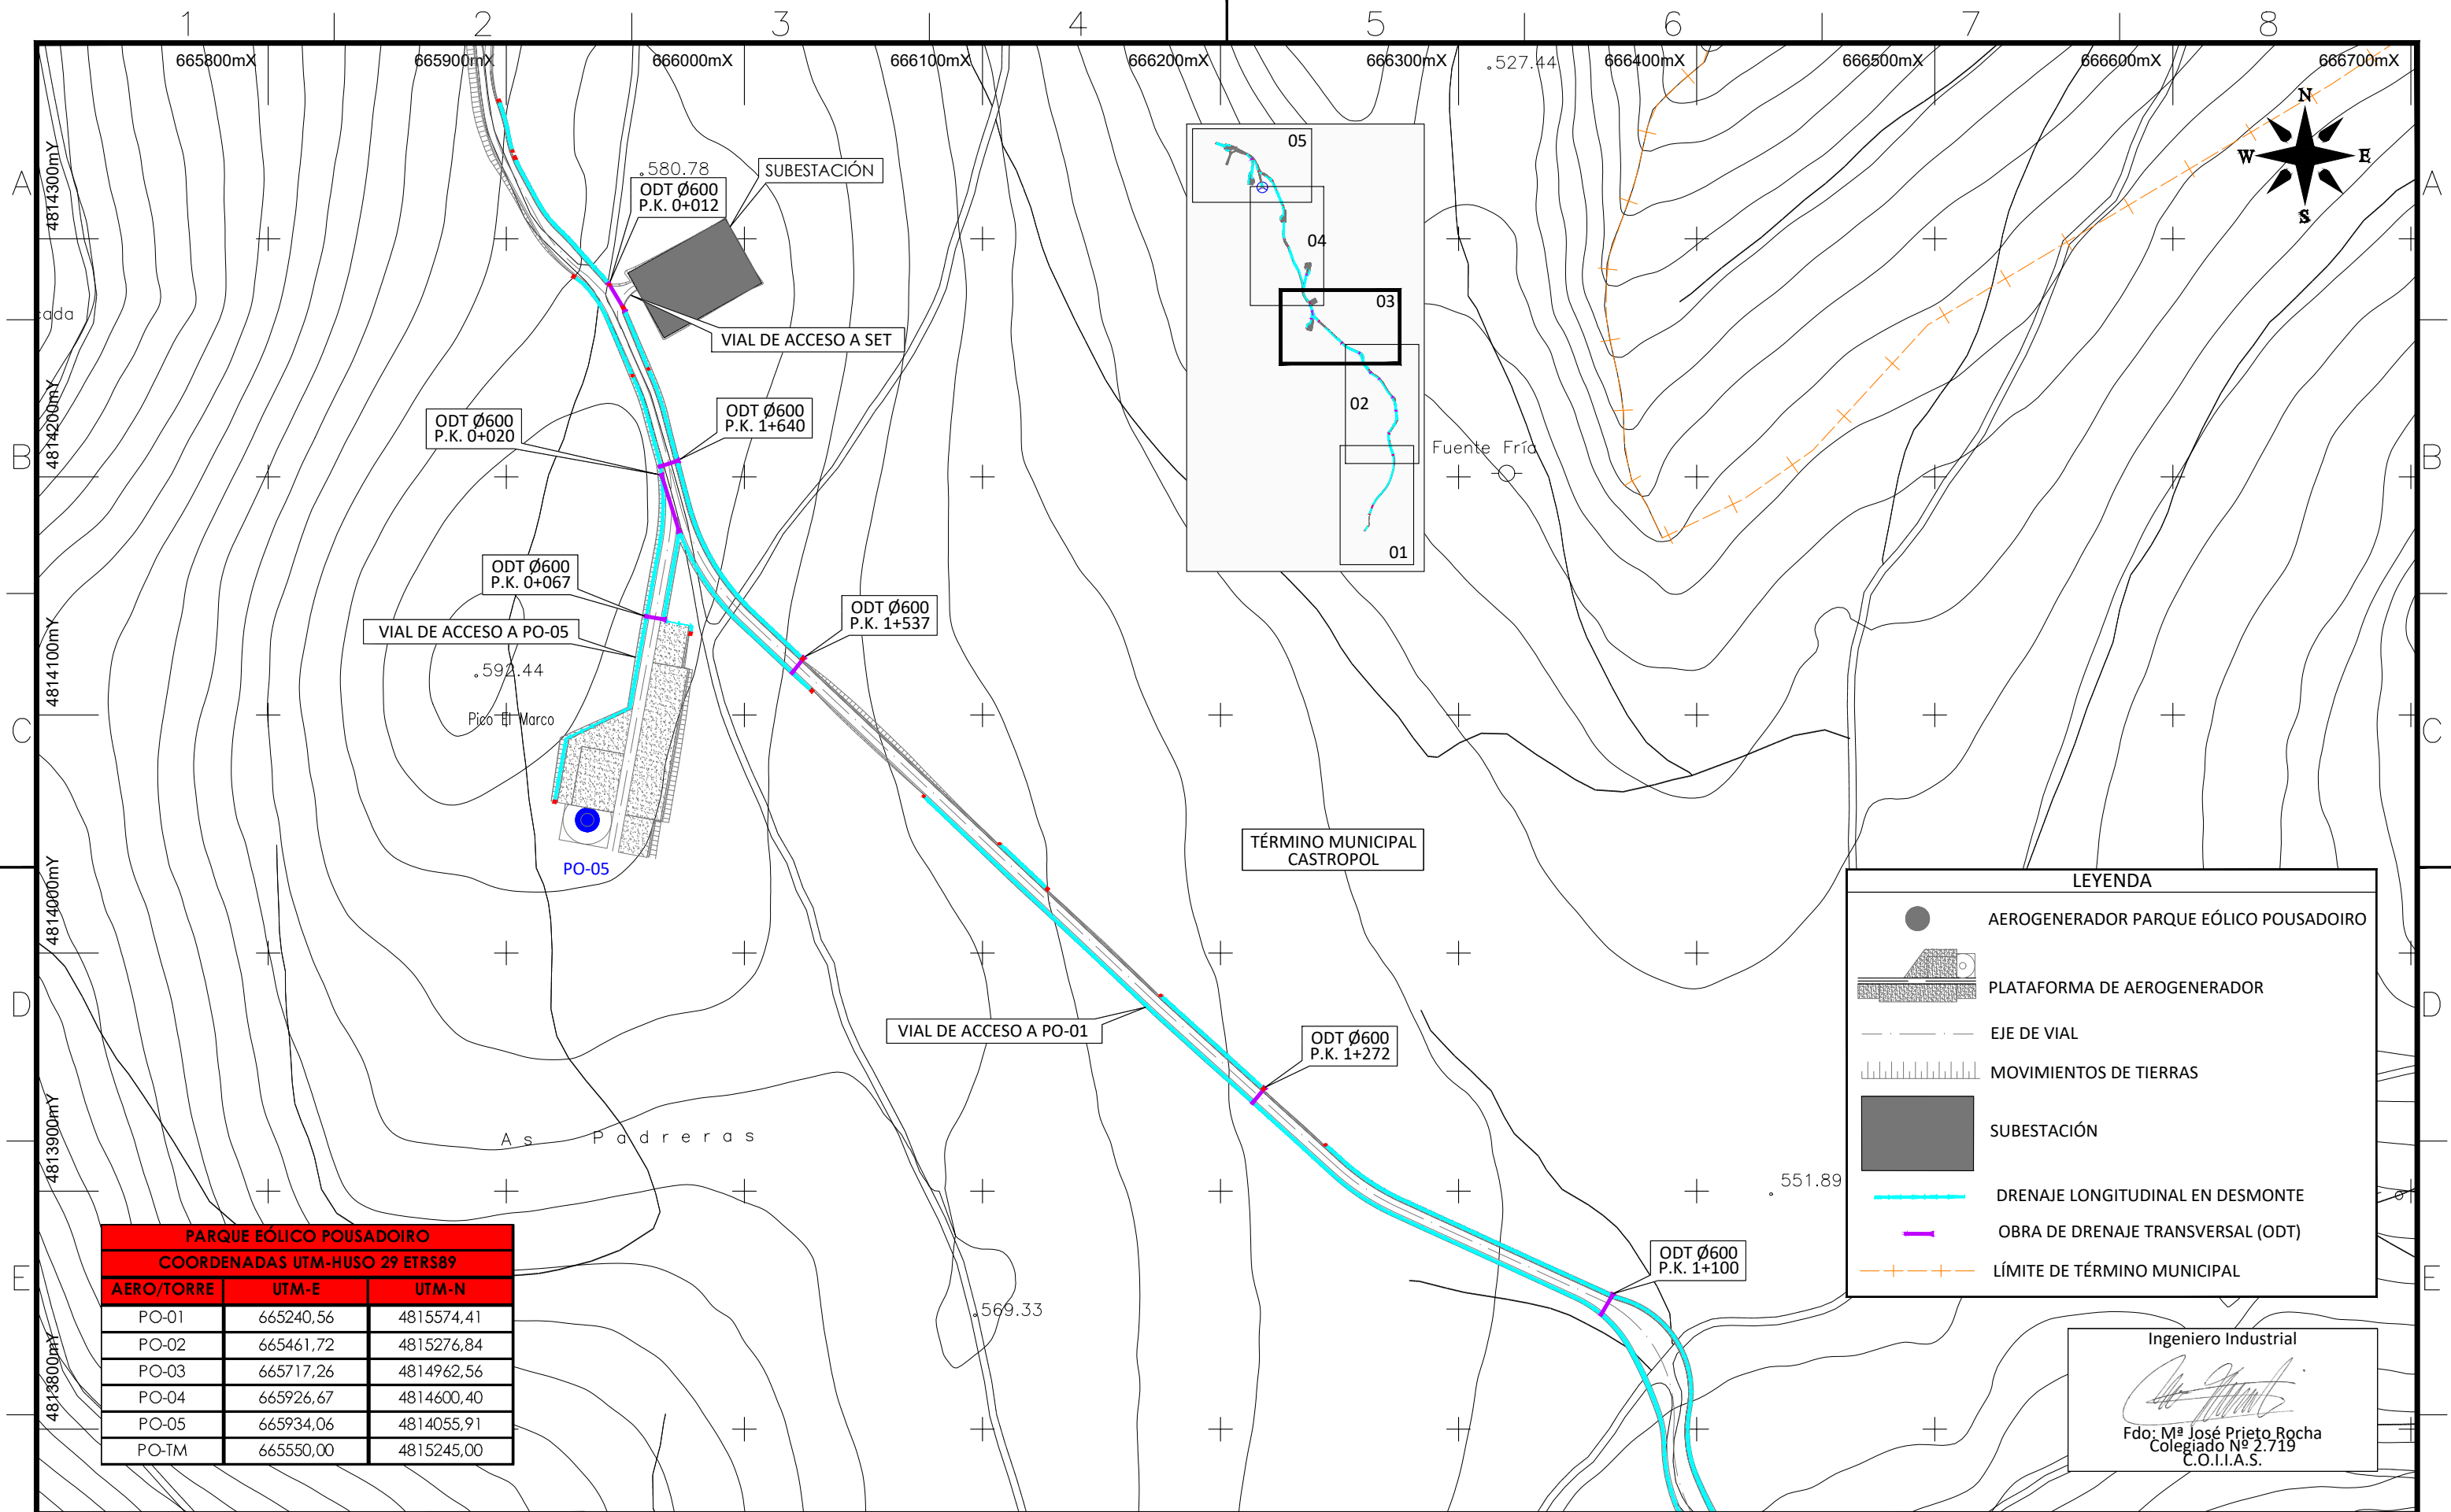 1 2 3 4 5 6 7 8
665800mX 665900mX 666000mX 666100mX 666200mX 666300mX 666400mX 666500mX 666600mX 666700mX
527.44
N
W E
S
A A
B B
C C
D D
E E
4814300mY
4814200mY
4814100mY
4814000mY
4813900mY
4813800mY
580.78
SUBESTACIÓN
ODT Ø600
P.K. 0+012
VIAL DE ACCESO A SET
cada
ODT Ø600
P.K. 0+020
ODT Ø600
P.K. 1+640
05
04
03
02
01
Fuente Fría
ODT Ø600
P.K. 0+067
VIAL DE ACCESO A PO-05
592.44
Pico El Marco
ODT Ø600
P.K. 1+537
PO-05
TÉRMINO MUNICIPAL
CASTROPOL
VIAL DE ACCESO A PO-01
ODT Ø600
P.K. 1+272
As Padreras
551.89
ODT Ø600
P.K. 1+100
569.33
LEYENDA
AEROGENERADOR PARQUE EÓLICO POUSADOIRO
PLATAFORMA DE AEROGENERADOR
EJE DE VIAL
MOVIMIENTOS DE TIERRAS
SUBESTACIÓN
DRENAJE LONGITUDINAL EN DESMONTE
OBRA DE DRENAJE TRANSVERSAL (ODT)
LÍMITE DE TÉRMINO MUNICIPAL
PARQUE EÓLICO POUSADOIRO
COORDENADAS UTM-HUSO 29 ETRS89
AERO/TORRE UTM-E UTM-N
PO-01 665240,56 4815574,41
PO-02 665461,72 4815276,84
PO-03 665717,26 4814962,56
PO-04 665926,67 4814600,40
PO-05 665934,06 4814055,91
PO-TM 665550,00 4815245,00
Ingeniero Industrial
Fdo: Mª José Prieto Rocha
Colegiado Nº 2.719
C.O.I.I.A.S.